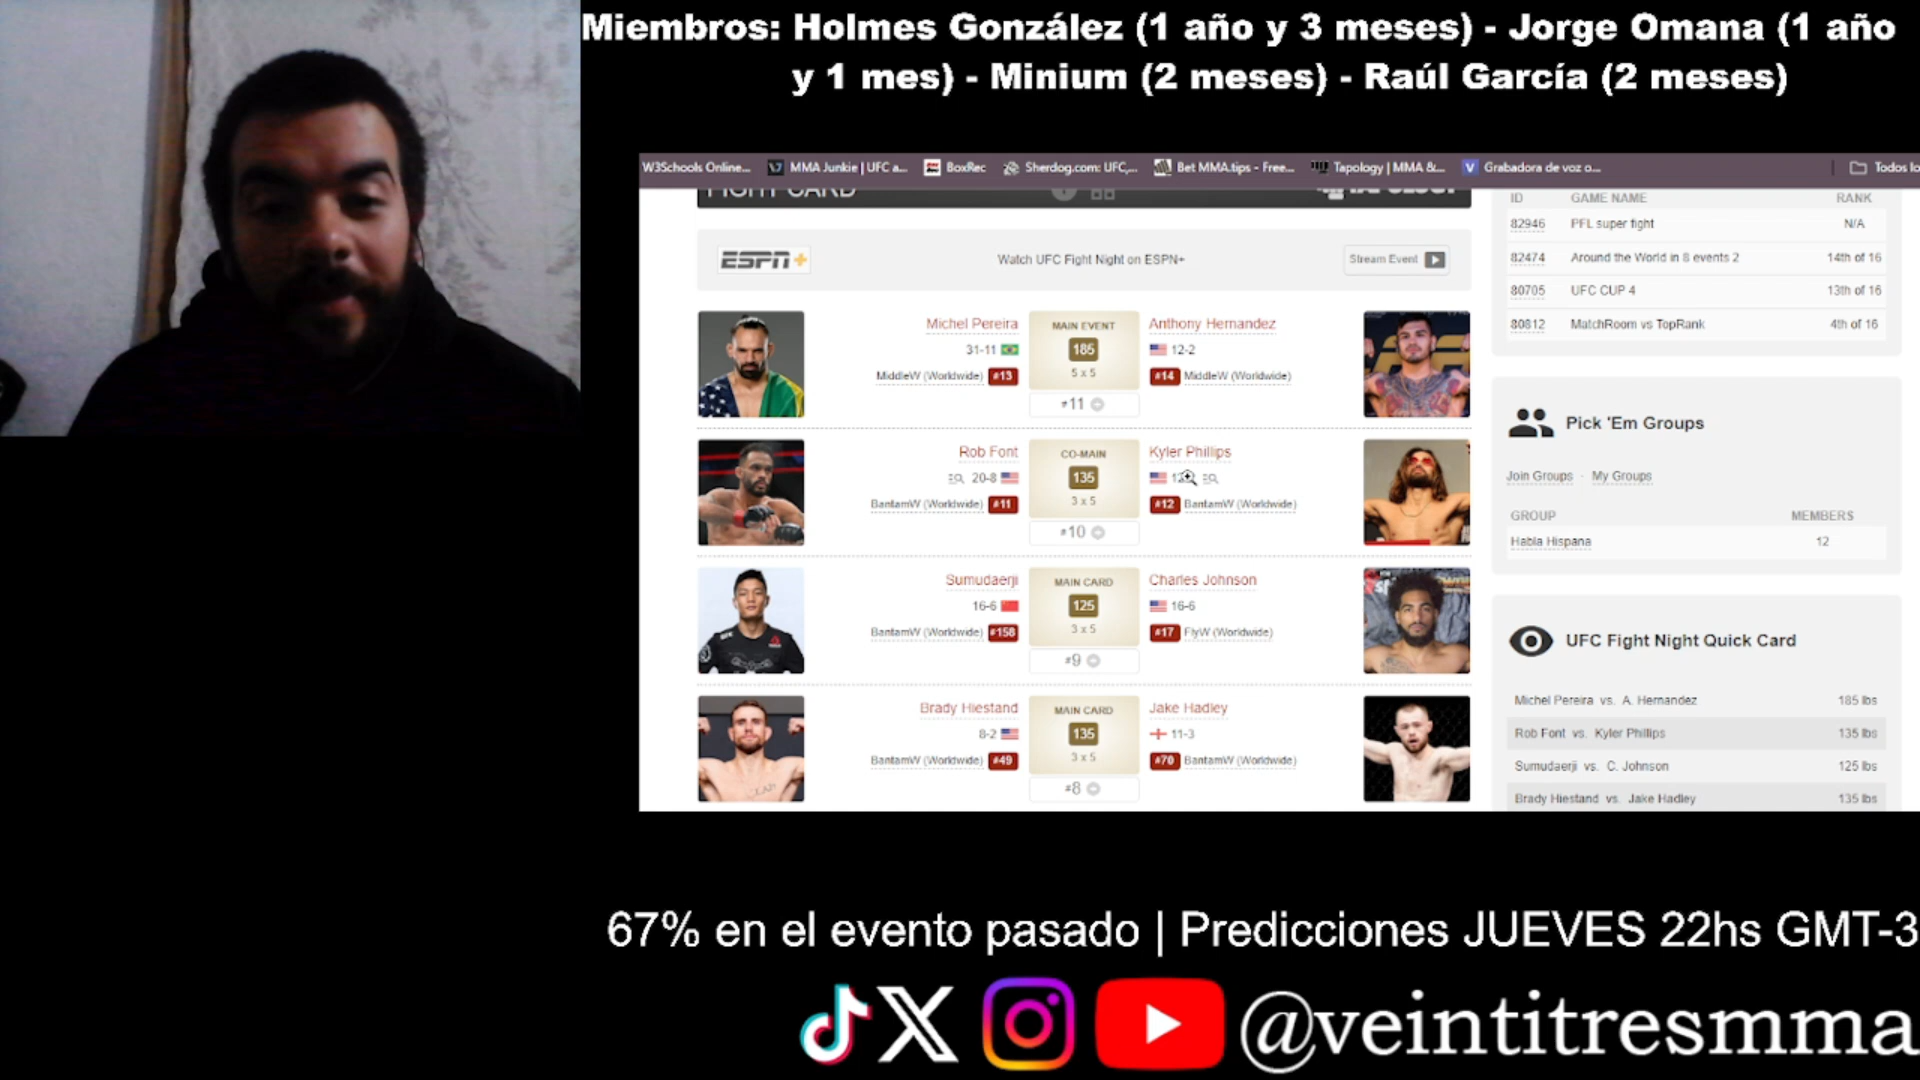 Miembros: Holmes González (1 año y 3 meses) - Jorge Omana (1 año
y 1 mes) - Minium (2 meses) - Raúl García (2 meses)
W3Schools Online... MMA Junkie | UFC a... BoxRec Sherdog.com: UFC,... Bet MMA.tips - Free... Tapology | MMA &... Grabadora de voz o... Todos lo
FIGHT CARD
ESPN+ Watch UFC Fight Night on ESPN+ Stream Event
Michel Pereira MAIN EVENT Anthony Hernandez
31-11 185 12-2
MiddleW (Worldwide) #13 5 x 5 #14 MiddleW (Worldwide)
#11
Rob Font CO-MAIN Kyler Phillips
20-8 135
BantamW (Worldwide) #11 3 x 5 #12 BantamW (Worldwide)
#10
Sumudaerji MAIN CARD Charles Johnson
16-6 125 16-6
BantamW (Worldwide) #158 3 x 5 #17 FlyW (Worldwide)
#9
Brady Hiestand MAIN CARD Jake Hadley
8-2 135 11-3
BantamW (Worldwide) #49 3 x 5 #70 BantamW (Worldwide)
#8
ID GAME NAME RANK
82946 PFL super fight N/A
82474 Around the World in 8 events 2 14th of 16
80705 UFC CUP 4 13th of 16
80812 MatchRoom vs TopRank 4th of 16
Pick 'Em Groups
Join Groups · My Groups
GROUP MEMBERS
Habla Hispana 12
UFC Fight Night Quick Card
Michel Pereira vs. A. Hernandez 185 lbs
Rob Font vs. Kyler Phillips 135 lbs
Sumudaerji vs. C. Johnson 125 lbs
Brady Hiestand vs. Jake Hadley 135 lbs
67% en el evento pasado | Predicciones JUEVES 22hs GMT-3
@veintitresmma